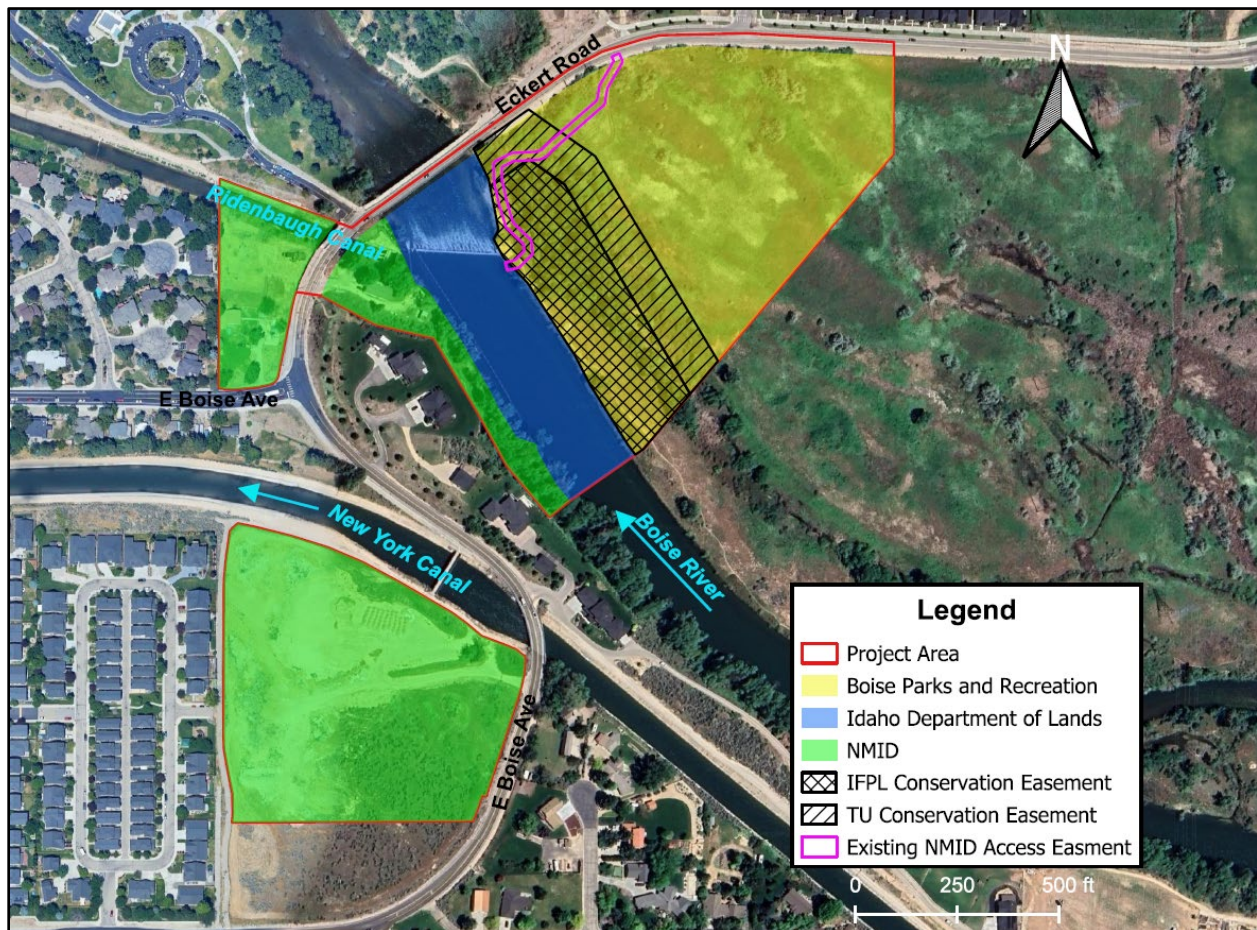 Eckert Road
N
Ridenbaugh Canal
E Boise Ave
New York Canal
Boise River
E Boise Ave
Legend
Project Area
Boise Parks and Recreation
Idaho Department of Lands
NMID
IFPL Conservation Easement
TU Conservation Easement
Existing NMID Access Easment
0 250 500 ft